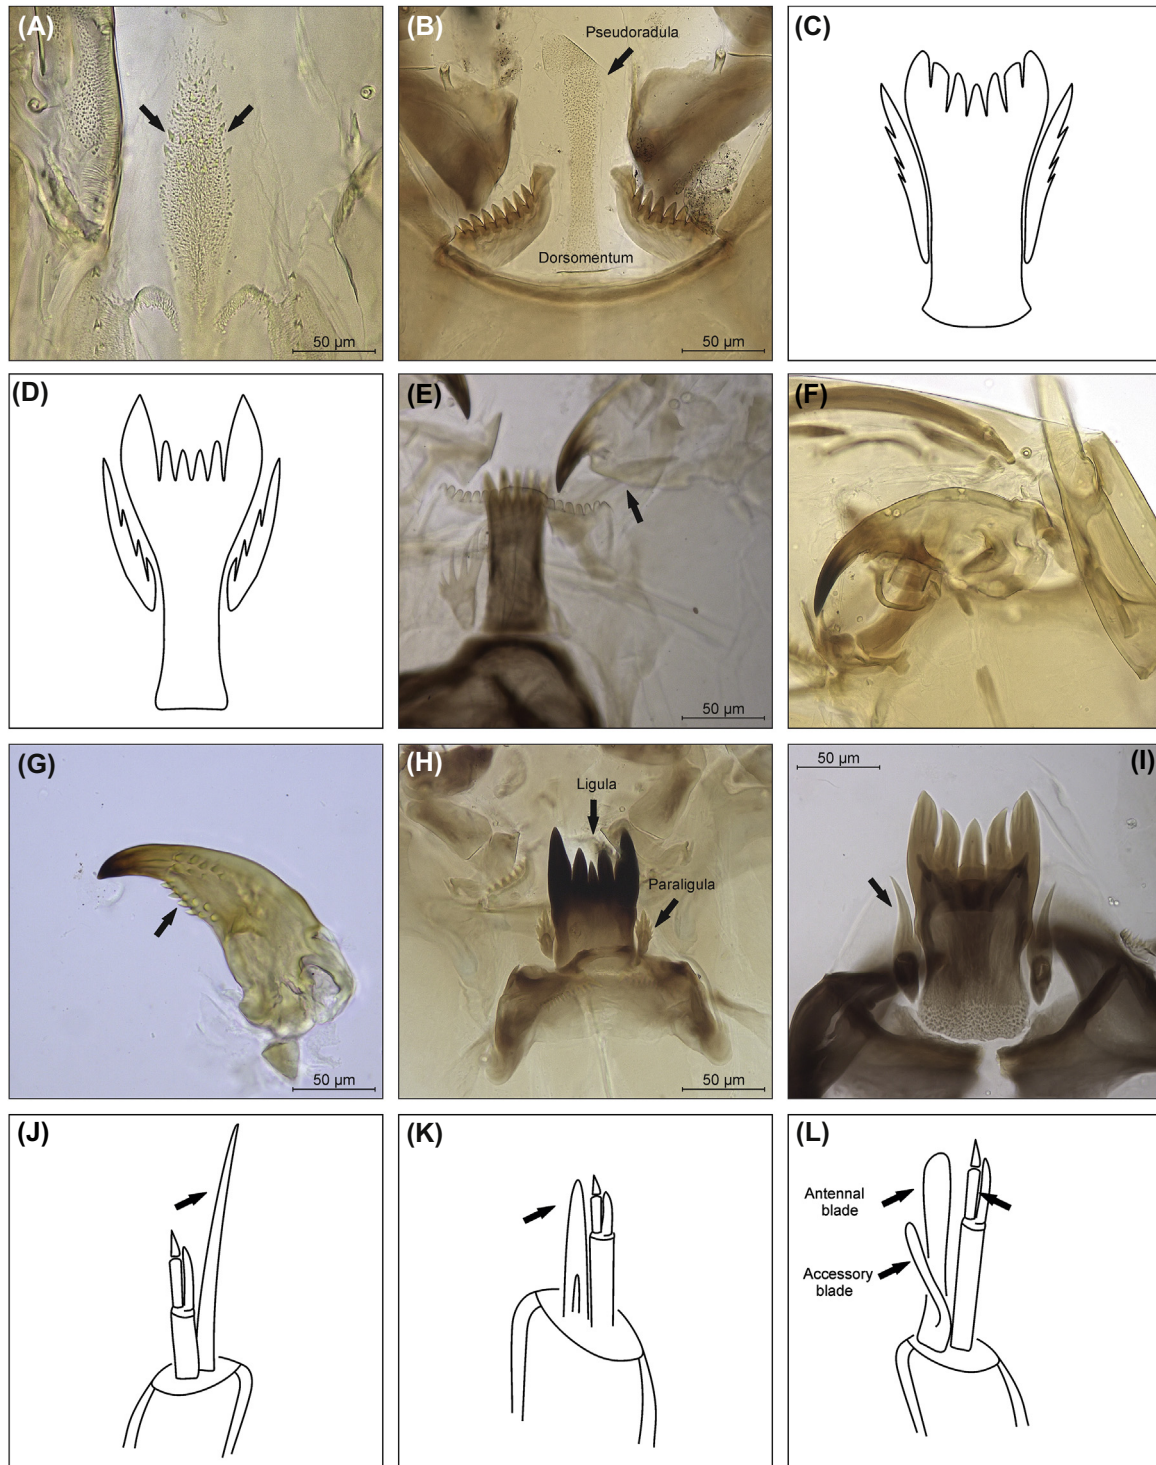 (A)
50 µm
(B)
Pseudoradula
Dorsomentum
50 µm
(C)
(D)
(E)
50 µm
(F)
(G)
50 µm
(H)
Ligula
Paraligula
50 µm
(I)
50 µm
(J)
(K)
(L)
Antennal
blade
Accessory
blade